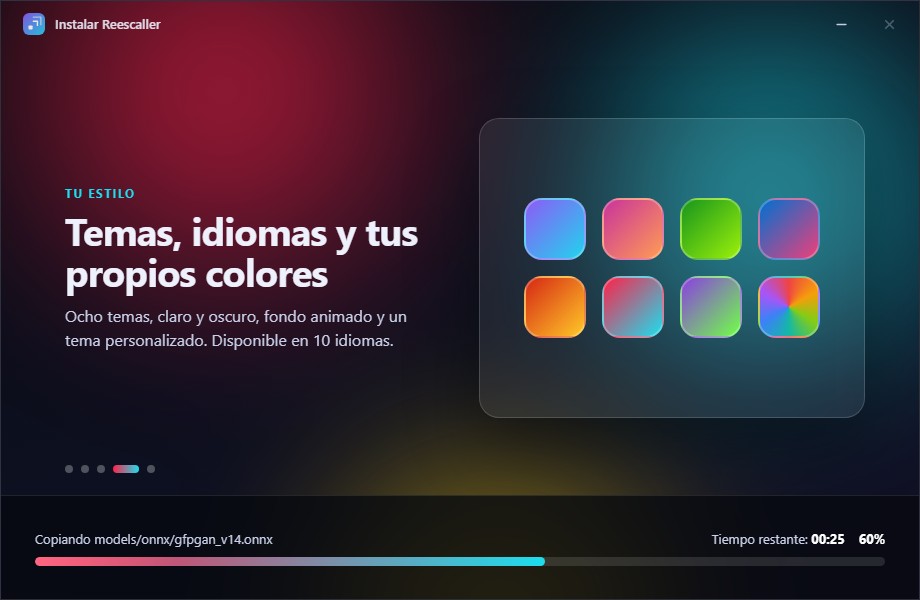 Instalar Reescaller
TU ESTILO
Temas, idiomas y tus
propios colores
Ocho temas, claro y oscuro, fondo animado y un
tema personalizado. Disponible en 10 idiomas.
Copiando models/onnx/gfpgan_v14.onnx
Tiempo restante: 00:25 60%